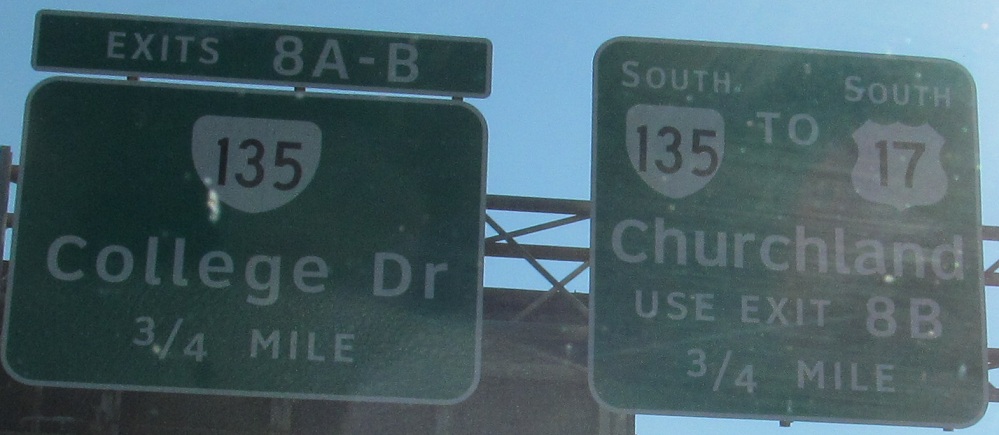 EXITS 8A-B
135
College Dr
3/4 MILE
SOUTH SOUTH
135 TO 17
Churchland
USE EXIT 8B
3/4 MILE